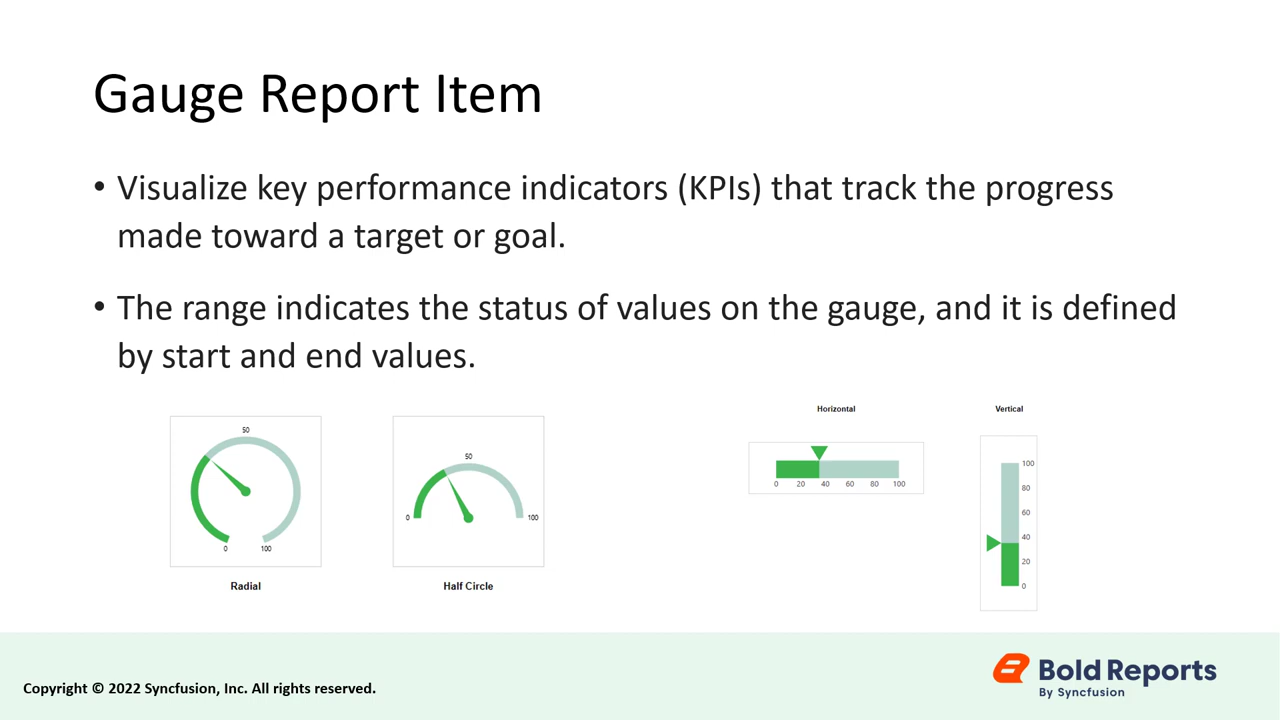 Gauge Report Item
• Visualize key performance indicators (KPIs) that track the progress
made toward a target or goal.
• The range indicates the status of values on the gauge, and it is defined
by start and end values.
50
0 100
Radial
50
0 100
Half Circle
Horizontal
0 20 40 60 80 100
Vertical
100
80
60
40
20
0
Copyright © 2022 Syncfusion, Inc. All rights reserved.
Bold Reports
By Syncfusion